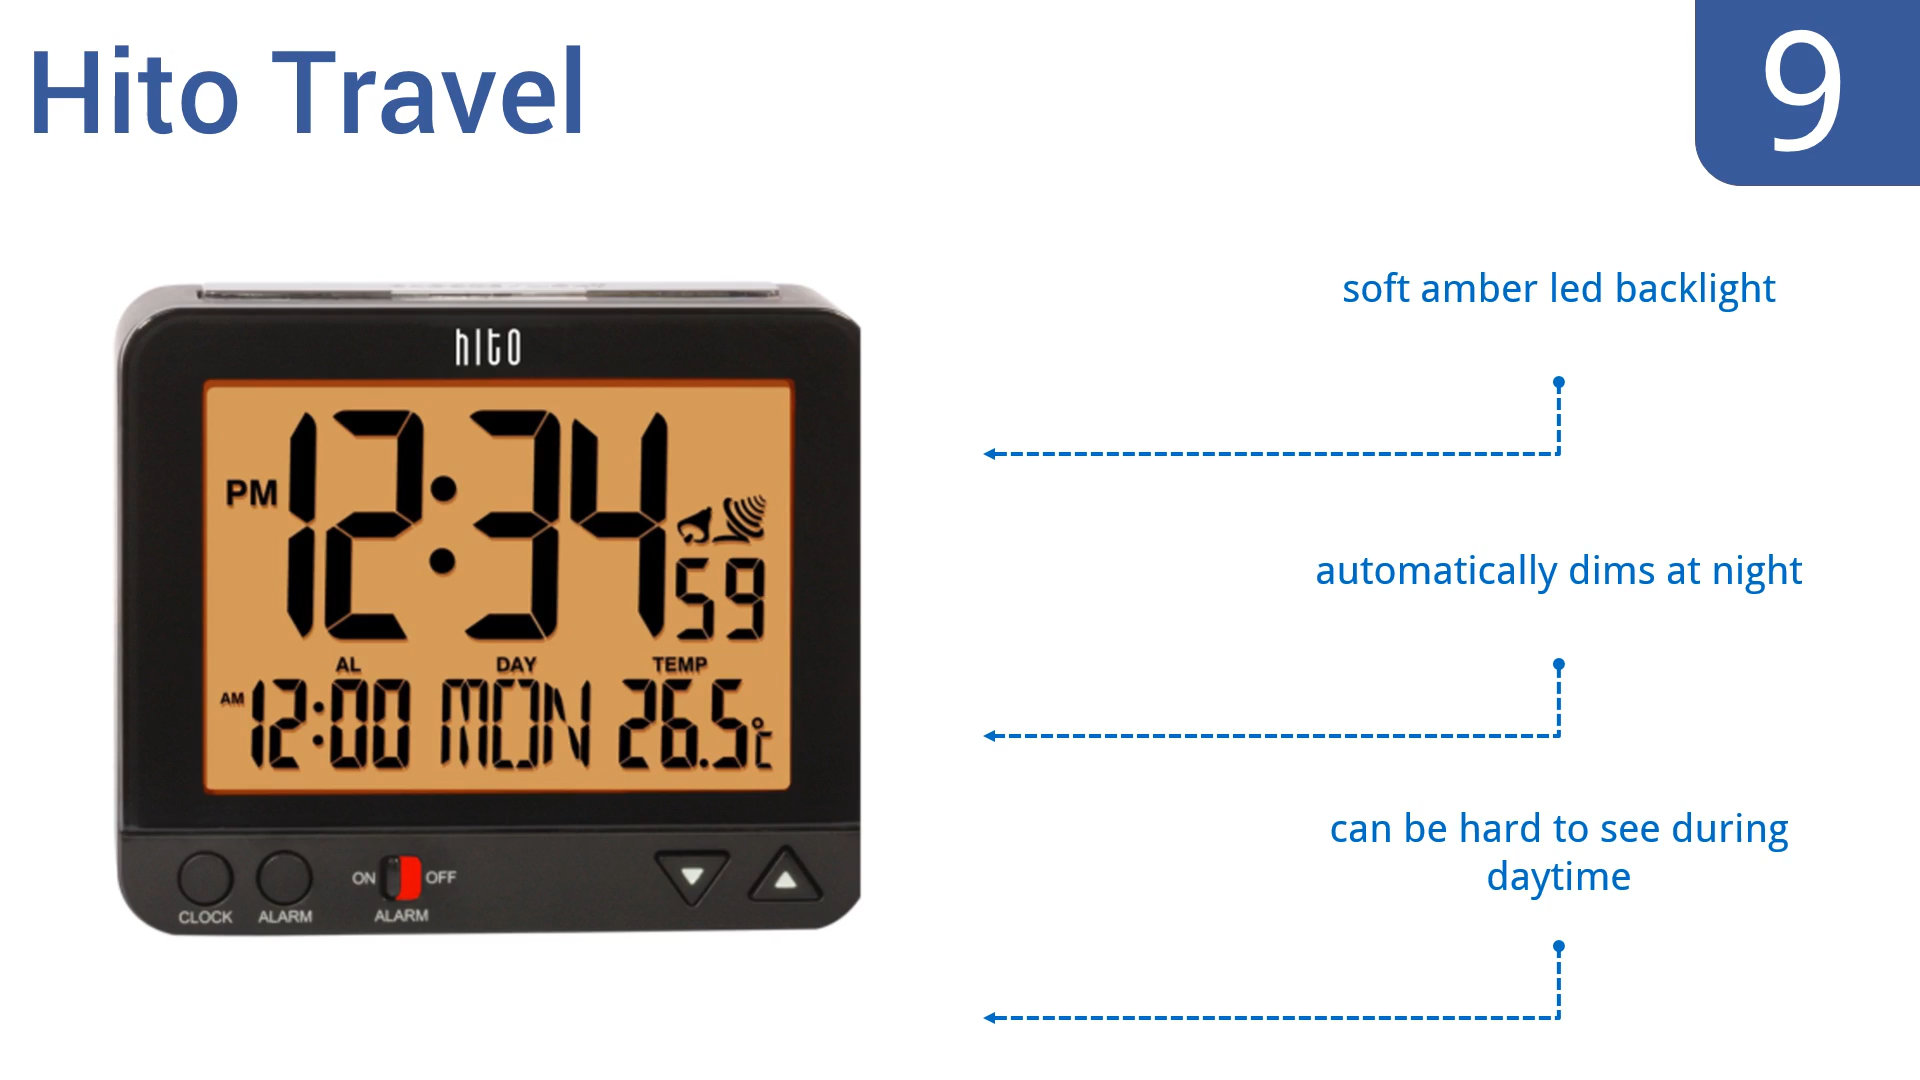 Hito Travel
9
soft amber led backlight
hito
PM 12:34 59
automatically dims at night
AL DAY TEMP
AM 12:00 MON 26.5°C
can be hard to see during
daytime
ON OFF
CLOCK ALARM ALARM